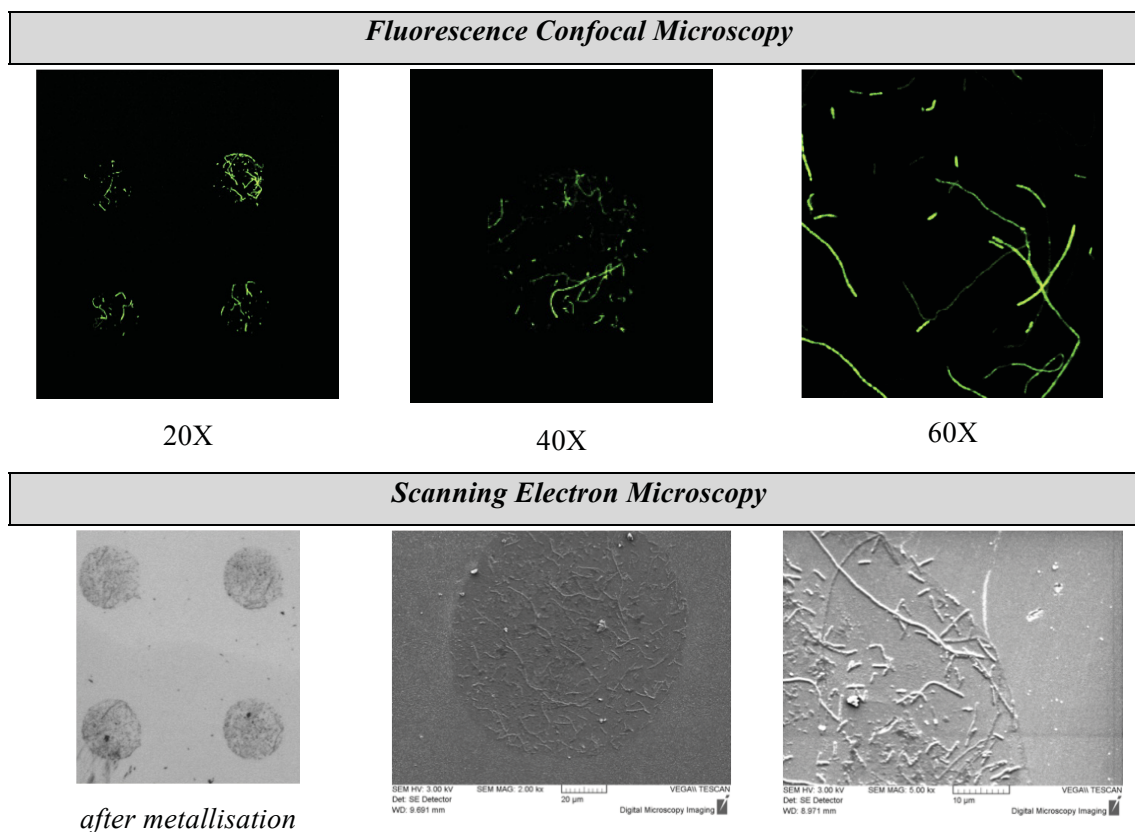 Fluorescence Confocal Microscopy
20X
40X
60X
Scanning Electron Microscopy
after metallisation
SEM HV: 3.00 kV SEM MAG: 2.00 kx VEGA\\ TESCAN
Det: SE Detector 20 µm
WD: 9.691 mm Digital Microscopy Imaging
SEM HV: 3.00 kV SEM MAG: 5.00 kx VEGA\\ TESCAN
Det: SE Detector 10 µm
WD: 8.971 mm Digital Microscopy Imaging